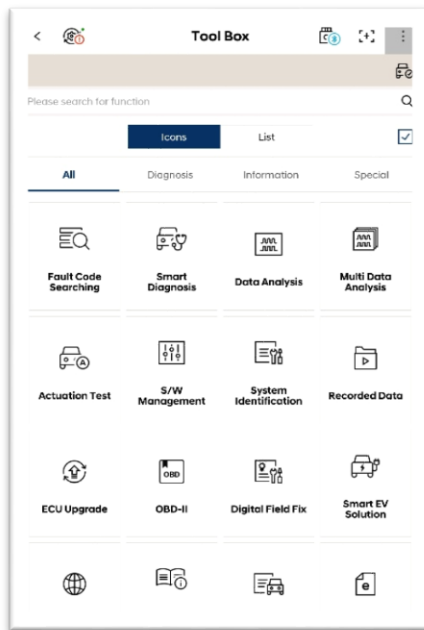 Tool Box
Please search for function
Icons List
All Diagnosis Information Special
Fault Code
Searching
Smart
Diagnosis
Data Analysis
Multi Data
Analysis
Actuation Test
S/W
Management
System
Identification
Recorded Data
ECU Upgrade
OBD
OBD-II
Digital Field Fix
Smart EV
Solution
e